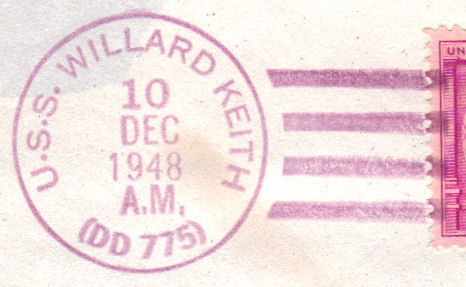 U.S.S. WILLARD KEITH
10
DEC
1948
A.M.
(DD 775)
UN